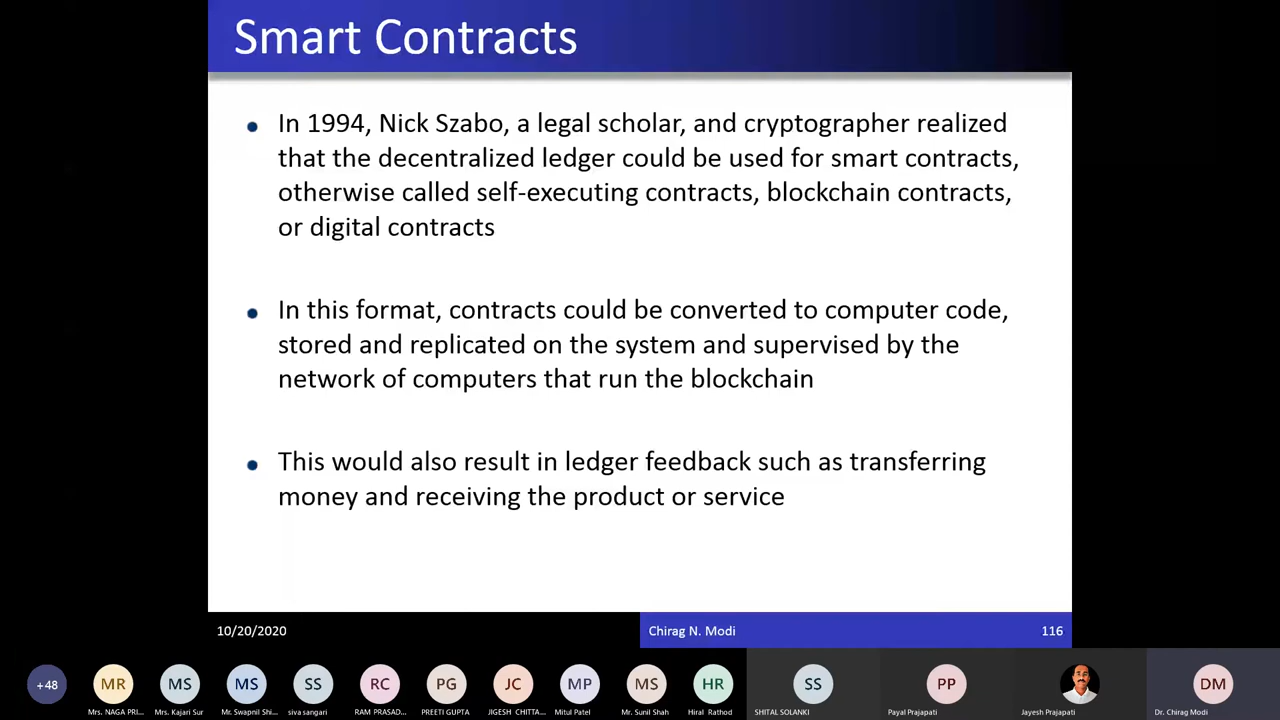 Smart Contracts
In 1994, Nick Szabo, a legal scholar, and cryptographer realized
that the decentralized ledger could be used for smart contracts,
otherwise called self-executing contracts, blockchain contracts,
or digital contracts
In this format, contracts could be converted to computer code,
stored and replicated on the system and supervised by the
network of computers that run the blockchain
This would also result in ledger feedback such as transferring
money and receiving the product or service
10/20/2020
Chirag N. Modi
116
+48
MR
MS
MS
SS
RC
PG
JC
MP
MS
HR
SS
PP
DM
Mrs. NAGA PRI...
Mrs. Kajari Sur
Mr. Swapnil Shi...
siva sangari
RAM PRASAD...
PREETI GUPTA
JIGESH CHITTA...
Mitul Patel
Mr. Sunil Shah
Hiral Rathod
SHITAL SOLANKI
Payal Prajapati
Jayesh Prajapati
Dr. Chirag Modi